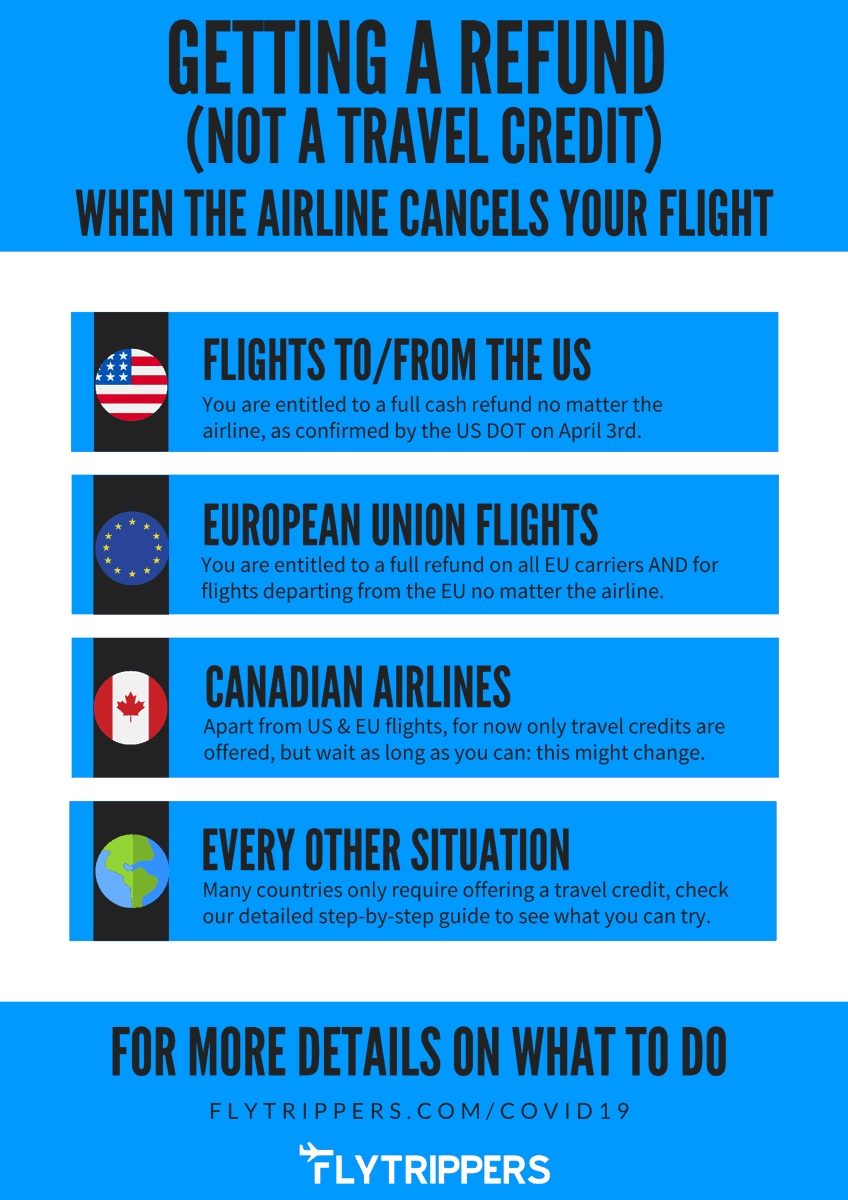 GETTING A REFUND
(NOT A TRAVEL CREDIT)
WHEN THE AIRLINE CANCELS YOUR FLIGHT
FLIGHTS TO/FROM THE US
You are entitled to a full cash refund no matter the
airline, as confirmed by the US DOT on April 3rd.
EUROPEAN UNION FLIGHTS
You are entitled to a full refund on all EU carriers AND for
flights departing from the EU no matter the airline.
CANADIAN AIRLINES
Apart from US & EU flights, for now only travel credits are
offered, but wait as long as you can: this might change.
EVERY OTHER SITUATION
Many countries only require offering a travel credit, check
our detailed step-by-step guide to see what you can try.
FOR MORE DETAILS ON WHAT TO DO
FLYTRIPPERS.COM/COVID19
FLYTRIPPERS